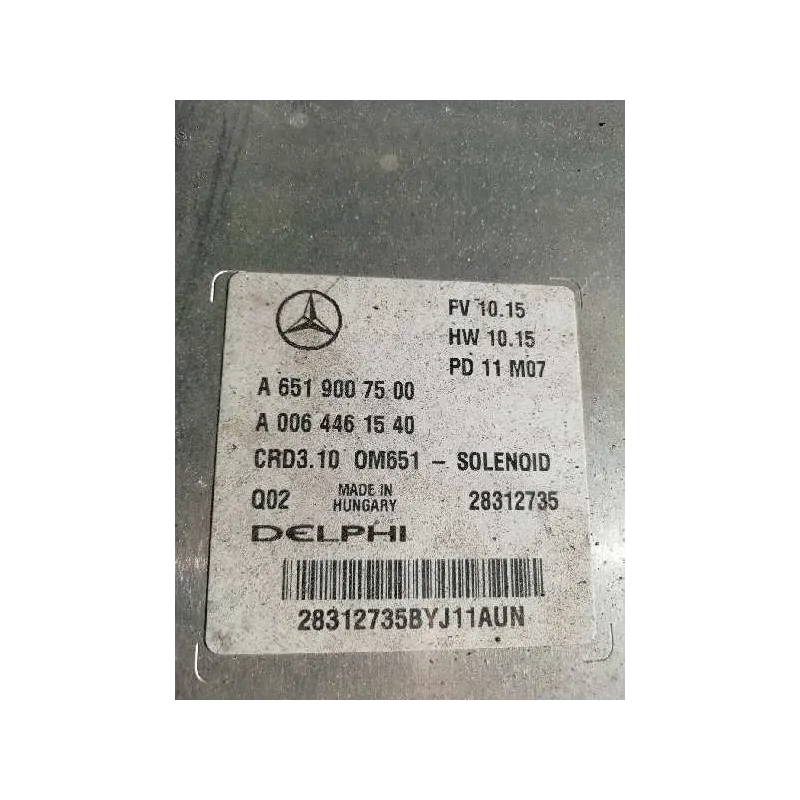 FV 10.15
HW 10.15
PD 11 M07
A 651 900 75 00
A 006 446 15 40
CRD3.10 OM651 - SOLENOID
Q02 MADE IN HUNGARY 28312735
DELPHI
28312735BYJ11AUN